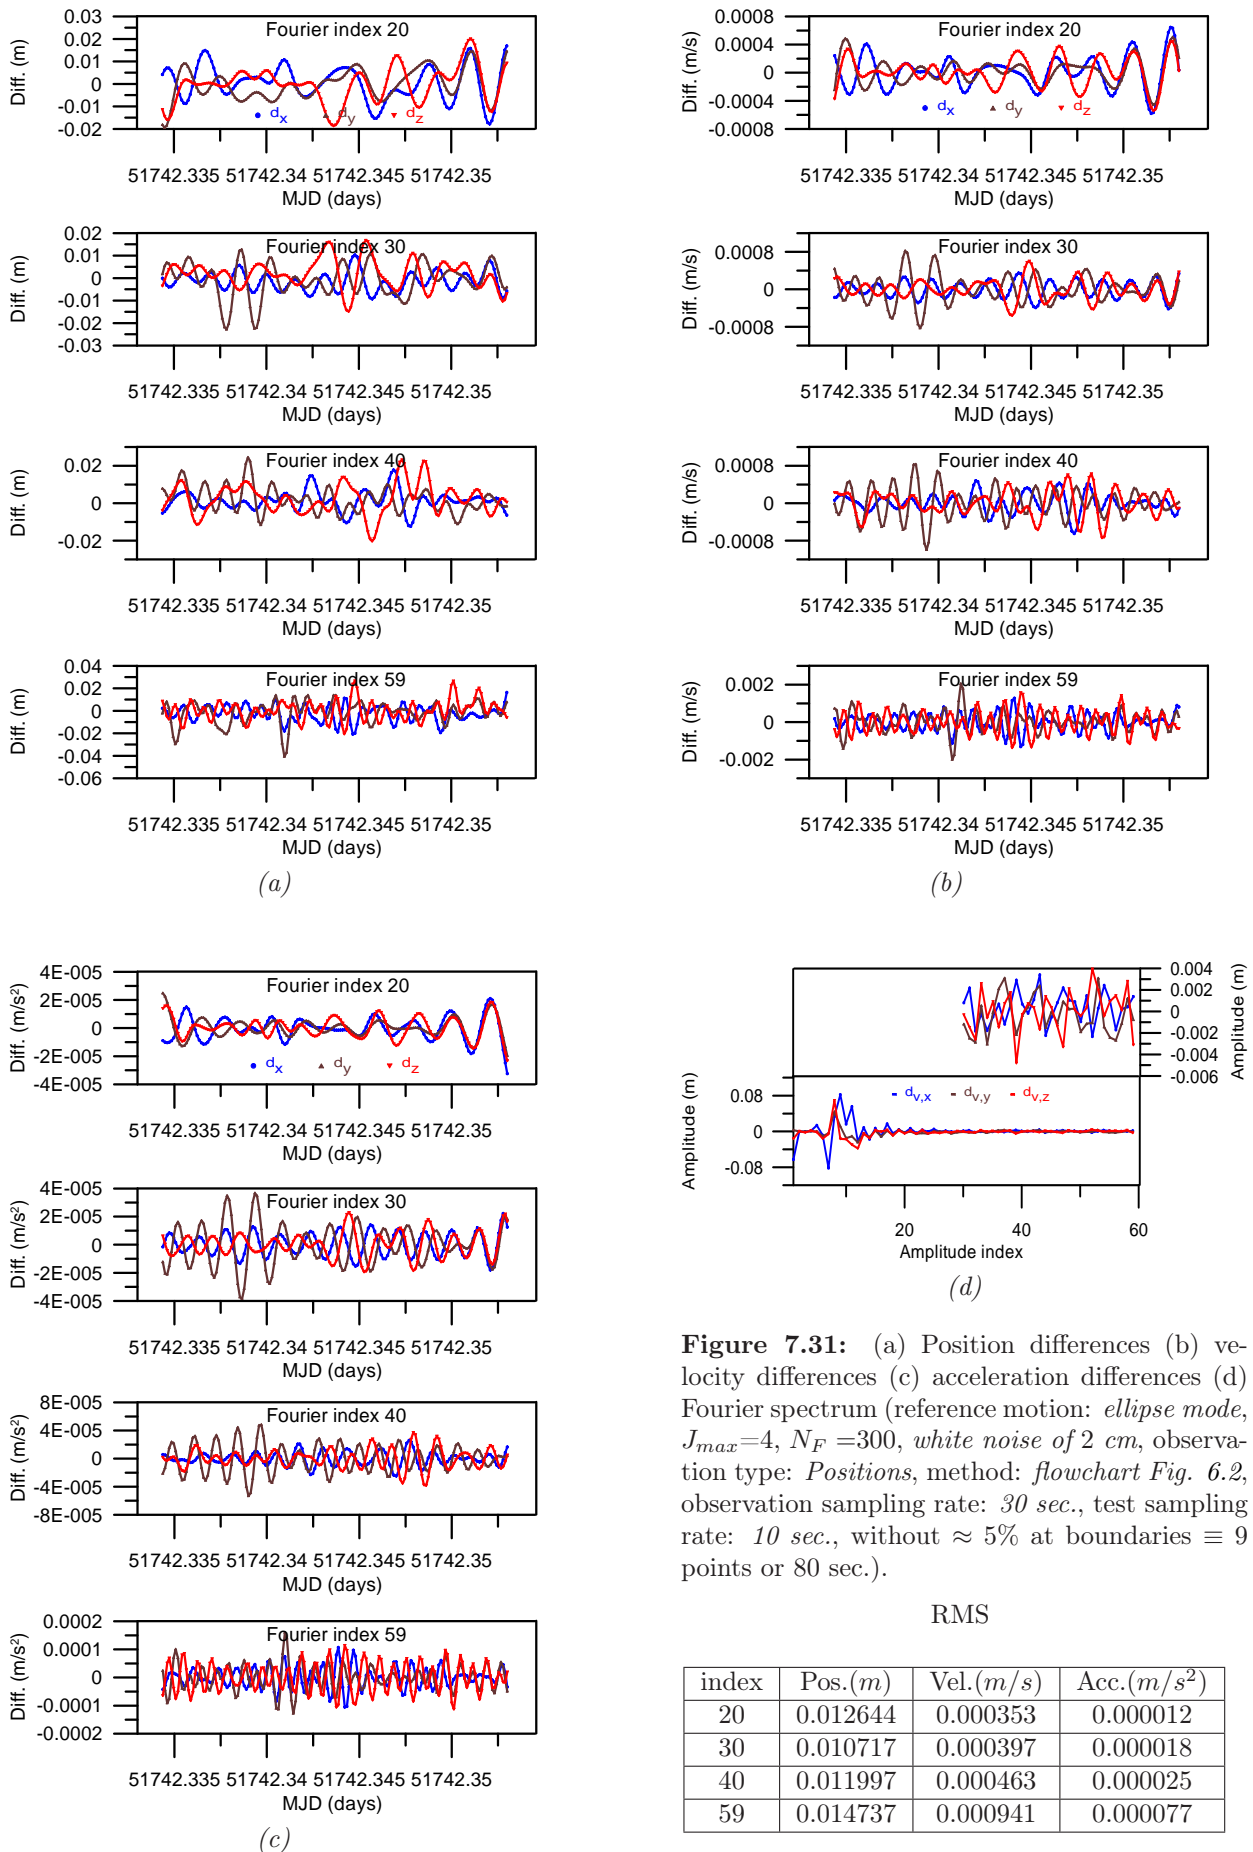 Diff. (m)
0.03
0.02
0.01
0
-0.01
-0.02
Fourier index 20
dx dy dz
51742.335 51742.34 51742.345 51742.35
MJD (days)
Diff. (m)
0.02
0.01
0
-0.01
-0.02
-0.03
Fourier index 30
51742.335 51742.34 51742.345 51742.35
MJD (days)
Diff. (m)
0.02
0
-0.02
Fourier index 40
51742.335 51742.34 51742.345 51742.35
MJD (days)
Diff. (m)
0.04
0.02
0
-0.02
-0.04
-0.06
Fourier index 59
51742.335 51742.34 51742.345 51742.35
MJD (days)
(a)
Diff. (m/s)
0.0008
0.0004
0
-0.0004
-0.0008
Fourier index 20
dx dy dz
51742.335 51742.34 51742.345 51742.35
MJD (days)
Diff. (m/s)
0.0008
0
-0.0008
Fourier index 30
51742.335 51742.34 51742.345 51742.35
MJD (days)
Diff. (m/s)
0.0008
0
-0.0008
Fourier index 40
51742.335 51742.34 51742.345 51742.35
MJD (days)
Diff. (m/s)
0.002
0
-0.002
Fourier index 59
51742.335 51742.34 51742.345 51742.35
MJD (days)
(b)
Diff. (m/s²)
4E-005
2E-005
0
-2E-005
-4E-005
Fourier index 20
dx dy dz
51742.335 51742.34 51742.345 51742.35
MJD (days)
Diff. (m/s²)
4E-005
2E-005
0
-2E-005
-4E-005
Fourier index 30
51742.335 51742.34 51742.345 51742.35
MJD (days)
Diff. (m/s²)
8E-005
4E-005
0
-4E-005
-8E-005
Fourier index 40
51742.335 51742.34 51742.345 51742.35
MJD (days)
Diff. (m/s²)
0.0002
0.0001
0
-0.0001
-0.0002
Fourier index 59
51742.335 51742.34 51742.345 51742.35
MJD (days)
(c)
0.004
0.002
0
-0.002
-0.004
-0.006
Amplitude (m)
Amplitude (m)
0.08
0
-0.08
dv,x dv,y dv,z
20 40 60
Amplitude index
(d)
Figure 7.31: (a) Position differences (b) ve-
locity differences (c) acceleration differences (d)
Fourier spectrum (reference motion: ellipse mode,
Jmax=4, NF =300, white noise of 2 cm, observa-
tion type: Positions, method: flowchart Fig. 6.2,
observation sampling rate: 30 sec., test sampling
rate: 10 sec., without ≈ 5% at boundaries ≡ 9
points or 80 sec.).
RMS
index Pos.(m) Vel.(m/s) Acc.(m/s²)
20 0.012644 0.000353 0.000012
30 0.010717 0.000397 0.000018
40 0.011997 0.000463 0.000025
59 0.014737 0.000941 0.000077